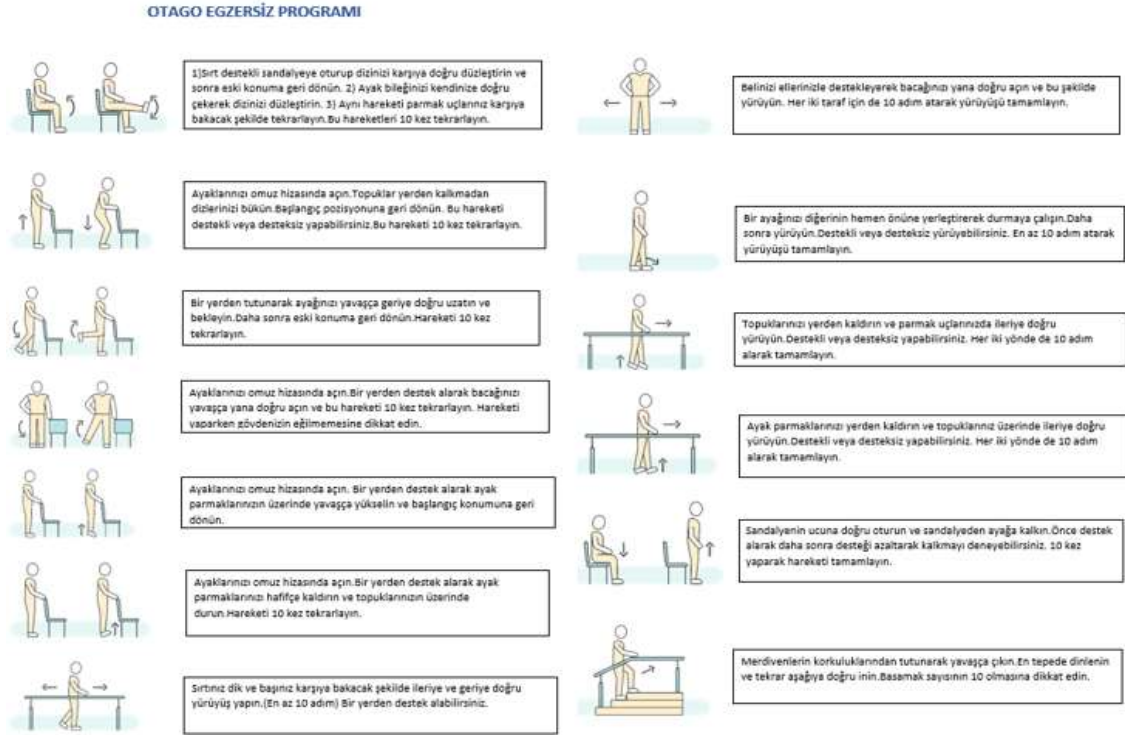 OTAGO EGZERSİZ PROGRAMI
1)Sırt destekli sandalyeye oturup dizinizi karşıya doğru düzleştirin ve
sonra eski konuma geri dönün. 2) Ayak bileğinizi kendinize doğru
çekerek dizinizi düzleştirin. 3) Aynı hareketi parmak uçlarınız karşıya
bakacak şekilde tekrarlayın.Bu hareketleri 10 kez tekrarlayın.
Ayaklarınızı omuz hizasında açın.Topuklar yerden kalkmadan
dizlerinizi bükün.Başlangıç pozisyonuna geri dönün. Bu hareketi
destekli veya desteksiz yapabilirsiniz.Bu hareketi 10 kez tekrarlayın.
Bir yerden tutunarak ayağınızı yavaşça geriye doğru uzatın ve
bekleyin.Daha sonra eski konuma geri dönün.Hareketi 10 kez
tekrarlayın.
Ayaklarınızı omuz hizasında açın.Bir yerden destek alarak bacağınızı
yavaşça yana doğru açın ve bu hareketi 10 kez tekrarlayın. Hareketi
yaparken gövdenizin eğilmemesine dikkat edin.
Ayaklarınızı omuz hizasında açın. Bir yerden destek alarak ayak
parmaklarınızın üzerinde yavaşça yükselin ve başlangıç konumuna geri
dönün.
Ayaklarınızı omuz hizasında açın.Bir yerden destek alarak ayak
parmaklarınızı hafifçe kaldırın ve topuklarınızın üzerinde
durun.Hareketi 10 kez tekrarlayın.
Sırtınız dik ve başınız karşıya bakacak şekilde ileriye ve geriye doğru
yürüyüş yapın.(En az 10 adım) Bir yerden destek alabilirsiniz.
Belinizi ellerinizle destekleyerek bacağınızı yana doğru açın ve bu şekilde
yürüyün. Her iki taraf için de 10 adım atarak yürüyüşü tamamlayın.
Bir ayağınızı diğerinin hemen önüne yerleştirerek durmaya çalışın.Daha
sonra yürüyün.Destekli veya desteksiz yürüyebilirsiniz. En az 10 adım atarak
yürüyüşü tamamlayın.
Topuklarınızı yerden kaldırın ve parmak uçlarınızda ileriye doğru
yürüyün.Destekli veya desteksiz yapabilirsiniz. Her iki yönde de 10 adım
alarak tamamlayın.
Ayak parmaklarınızı yerden kaldırın ve topuklarınız üzerinde ileriye doğru
yürüyün.Destekli veya desteksiz yapabilirsiniz. Her iki yönde de 10 adım
alarak tamamlayın.
Sandalyenin ucuna doğru oturun ve sandalyeden ayağa kalkın.Önce destek
alarak daha sonra desteği azaltarak kalkmayı deneyebilirsiniz. 10 kez
yaparak hareketi tamamlayın.
Merdivenlerin korkuluklarından tutunarak yavaşça çıkın.En tepede dinlenin
ve tekrar aşağıya doğru inin.Basamak sayısının 10 olmasına dikkat edin.